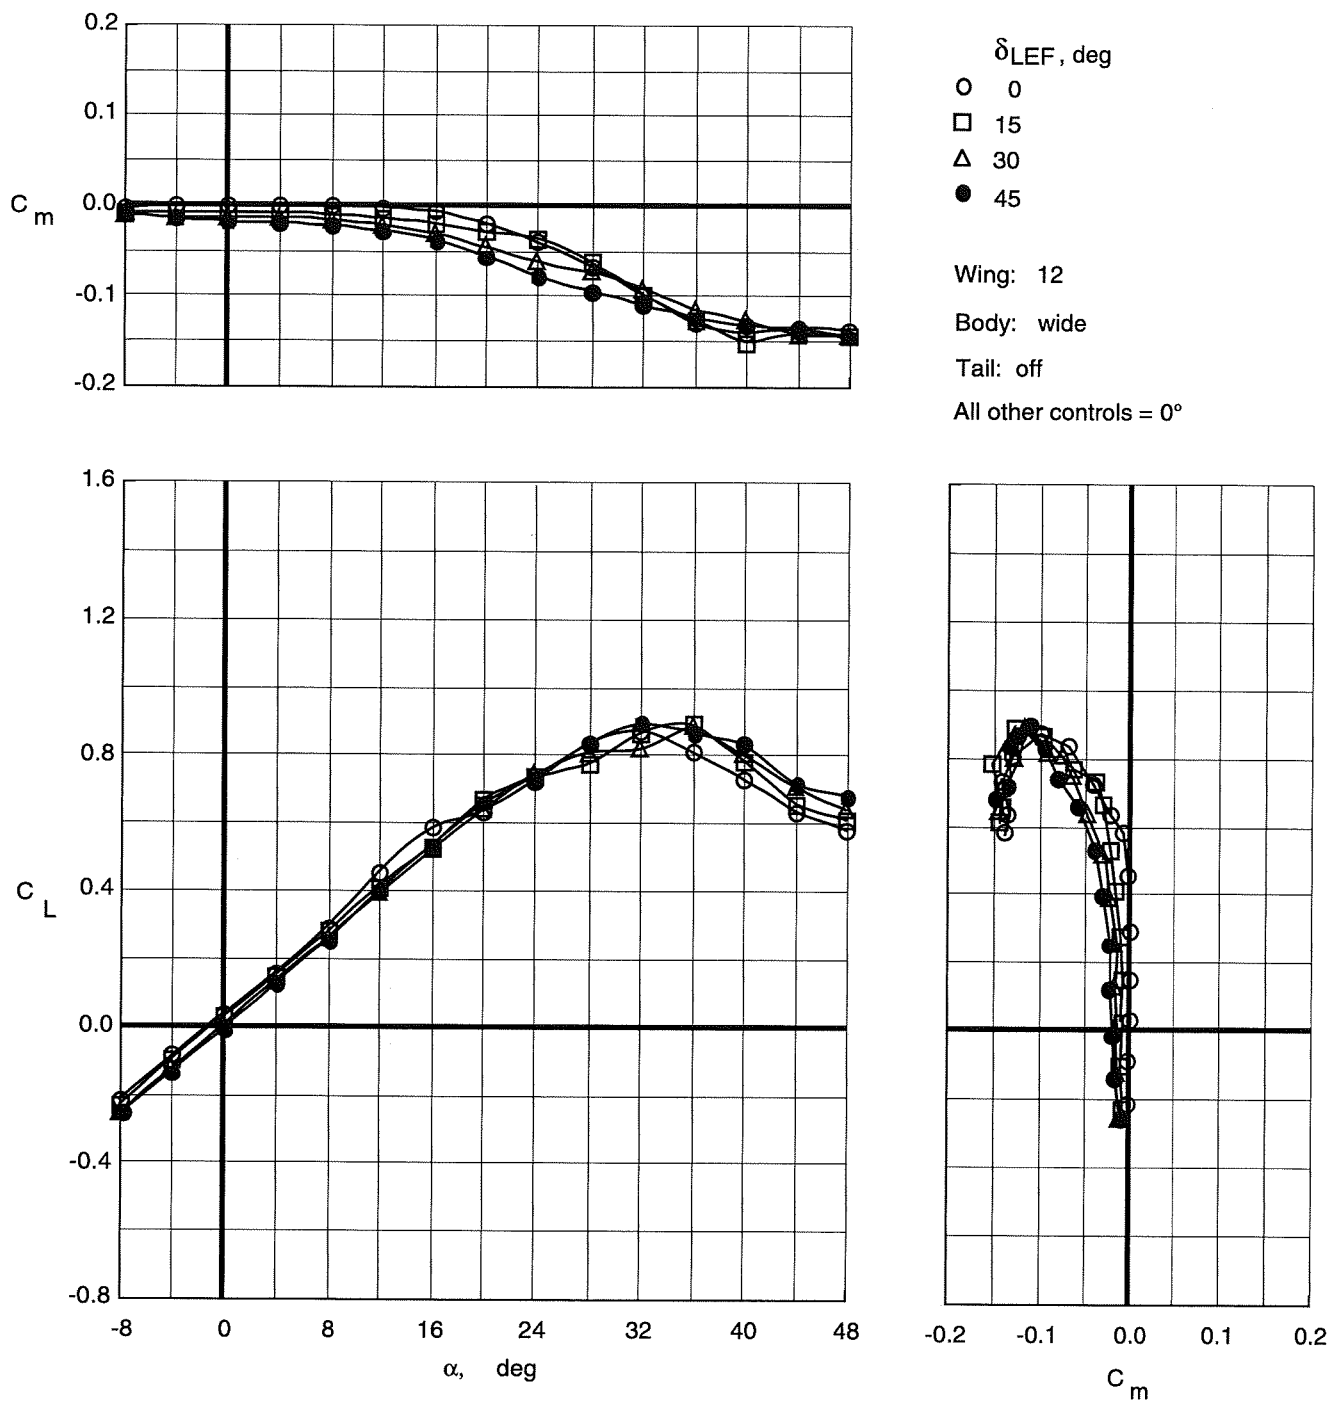 0.2
0.1
C m 0.0
-0.1
-0.2
δLEF, deg
0
15
30
45
Wing: 12
Body: wide
Tail: off
All other controls = 0°
1.6
1.2
0.8
C L 0.4
0.0
-0.4
-0.8
-8 0 8 16 24 32 40 48
α, deg
-0.2 -0.1 0.0 0.1 0.2
C m